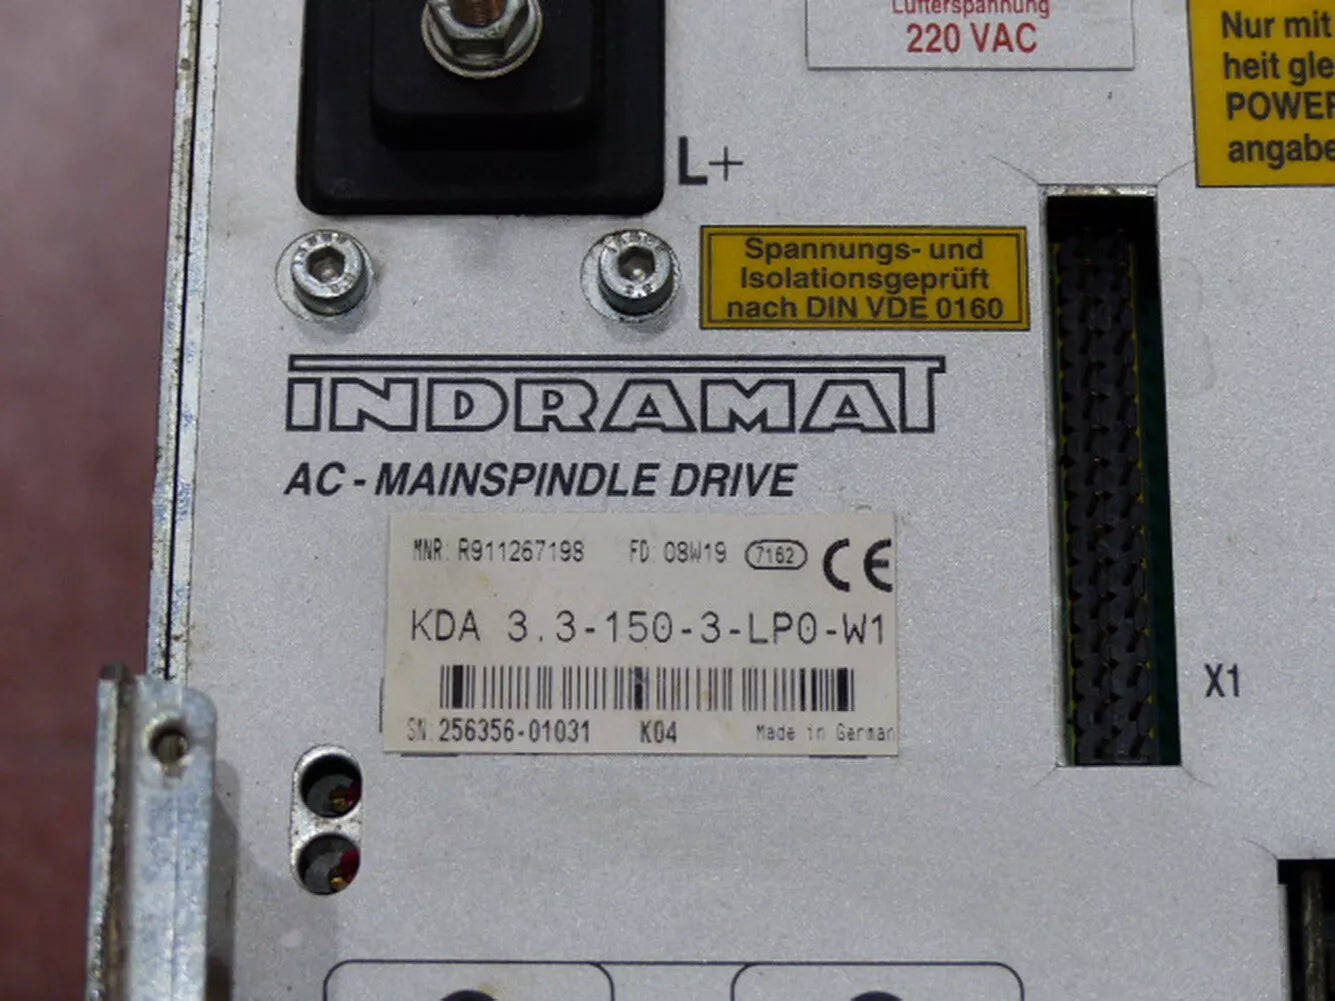 Lüfterspannung
220 VAC
Nur mit
heit gle
POWER
angabe
L+
Spannungs- und
Isolationsgeprüft
nach DIN VDE 0160
INDRAMAT
AC - MAINSPINDLE DRIVE
MNR: R911267198 FD: 08W19 7162 CE
KDA 3.3-150-3-LP0-W1
SN: 256356-01031 K04 Made in German
X1